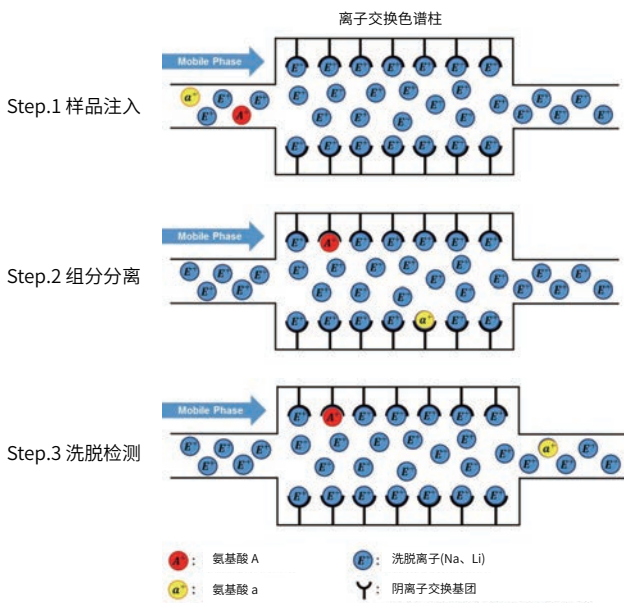 离子交换色谱柱
Mobile Phase
Step.1 样品注入
Mobile Phase
Step.2 组分分离
Mobile Phase
Step.3 洗脱检测
A⁺： 氨基酸 A
E⁺： 洗脱离子(Na、Li)
a⁺： 氨基酸 a
： 阴离子交换基团